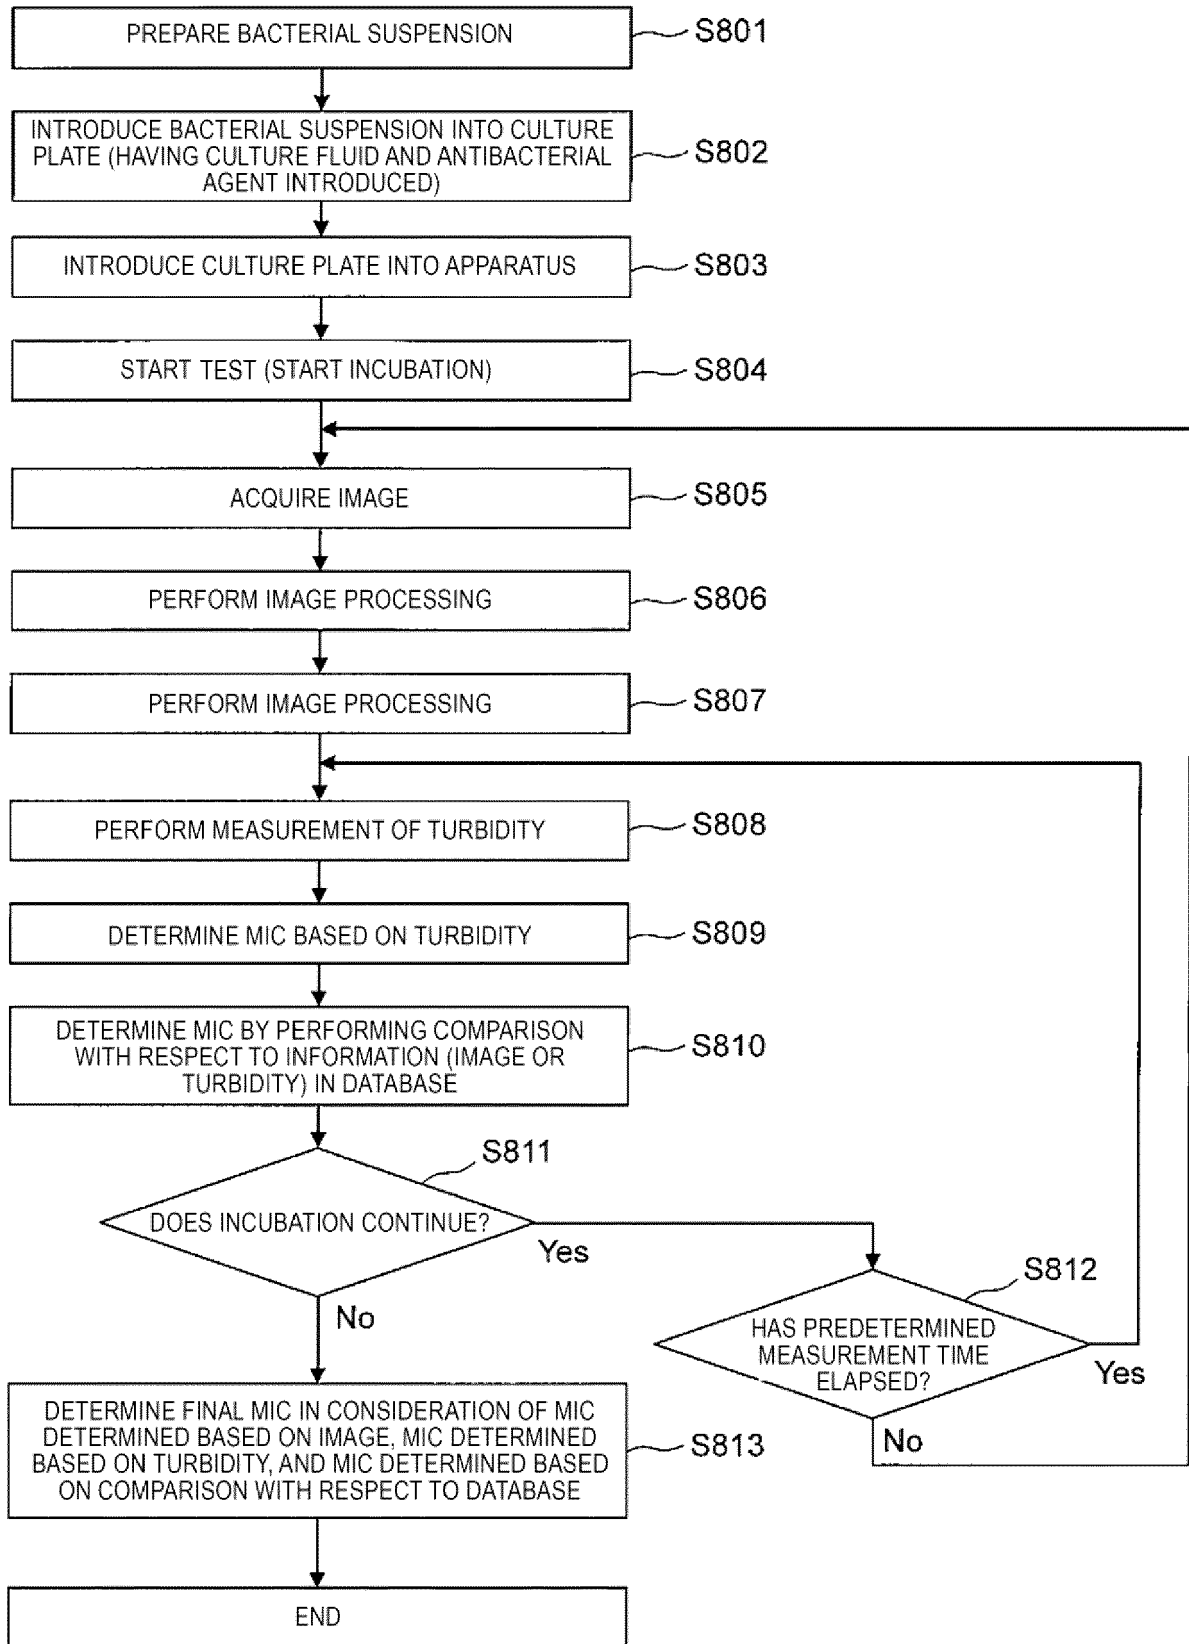 PREPARE BACTERIAL SUSPENSION
S801
INTRODUCE BACTERIAL SUSPENSION INTO CULTURE
PLATE (HAVING CULTURE FLUID AND ANTIBACTERIAL
AGENT INTRODUCED)
S802
INTRODUCE CULTURE PLATE INTO APPARATUS
S803
START TEST (START INCUBATION)
S804
ACQUIRE IMAGE
S805
PERFORM IMAGE PROCESSING
S806
PERFORM IMAGE PROCESSING
S807
PERFORM MEASUREMENT OF TURBIDITY
S808
DETERMINE MIC BASED ON TURBIDITY
S809
DETERMINE MIC BY PERFORMING COMPARISON
WITH RESPECT TO INFORMATION (IMAGE OR
TURBIDITY) IN DATABASE
S810
DOES INCUBATION CONTINUE?
S811
Yes
No
HAS PREDETERMINED
MEASUREMENT TIME
ELAPSED?
S812
Yes
No
DETERMINE FINAL MIC IN CONSIDERATION OF MIC
DETERMINED BASED ON IMAGE, MIC DETERMINED
BASED ON TURBIDITY, AND MIC DETERMINED BASED
ON COMPARISON WITH RESPECT TO DATABASE
S813
END